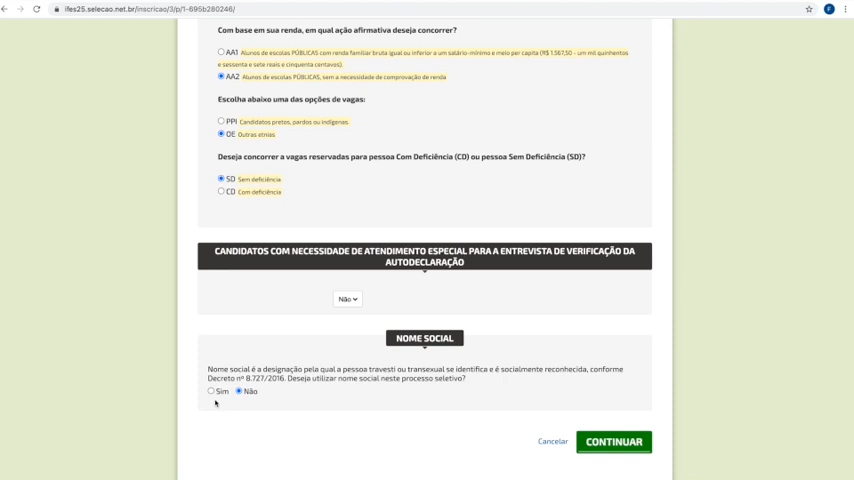 ifes25.selecao.net.br/inscricao/3/p/1-695b280246/
F
Com base em sua renda, em qual ação afirmativa deseja concorrer?
AA1 Alunos de escolas PÚBLICAS com renda familiar bruta igual ou inferior a um salário-mínimo e meio per capita (R$ 1.567,50 – um mil quinhentos
e sessenta e sete reais e cinquenta centavos).
AA2 Alunos de escolas PÚBLICAS, sem a necessidade de comprovação de renda
Escolha abaixo uma das opções de vagas:
PPI Candidatos pretos, pardos ou indígenas
OE Outras etnias
Deseja concorrer a vagas reservadas para pessoa Com Deficiência (CD) ou pessoa Sem Deficiência (SD)?
SD Sem deficiência
CD Com deficiência
CANDIDATOS COM NECESSIDADE DE ATENDIMENTO ESPECIAL PARA A ENTREVISTA DE VERIFICAÇÃO DA
AUTODECLARAÇÃO
Não
NOME SOCIAL
Nome social é a designação pela qual a pessoa travesti ou transexual se identifica e é socialmente reconhecida, conforme
Decreto nº 8.727/2016. Deseja utilizar nome social neste processo seletivo?
Sim Não
Cancelar CONTINUAR